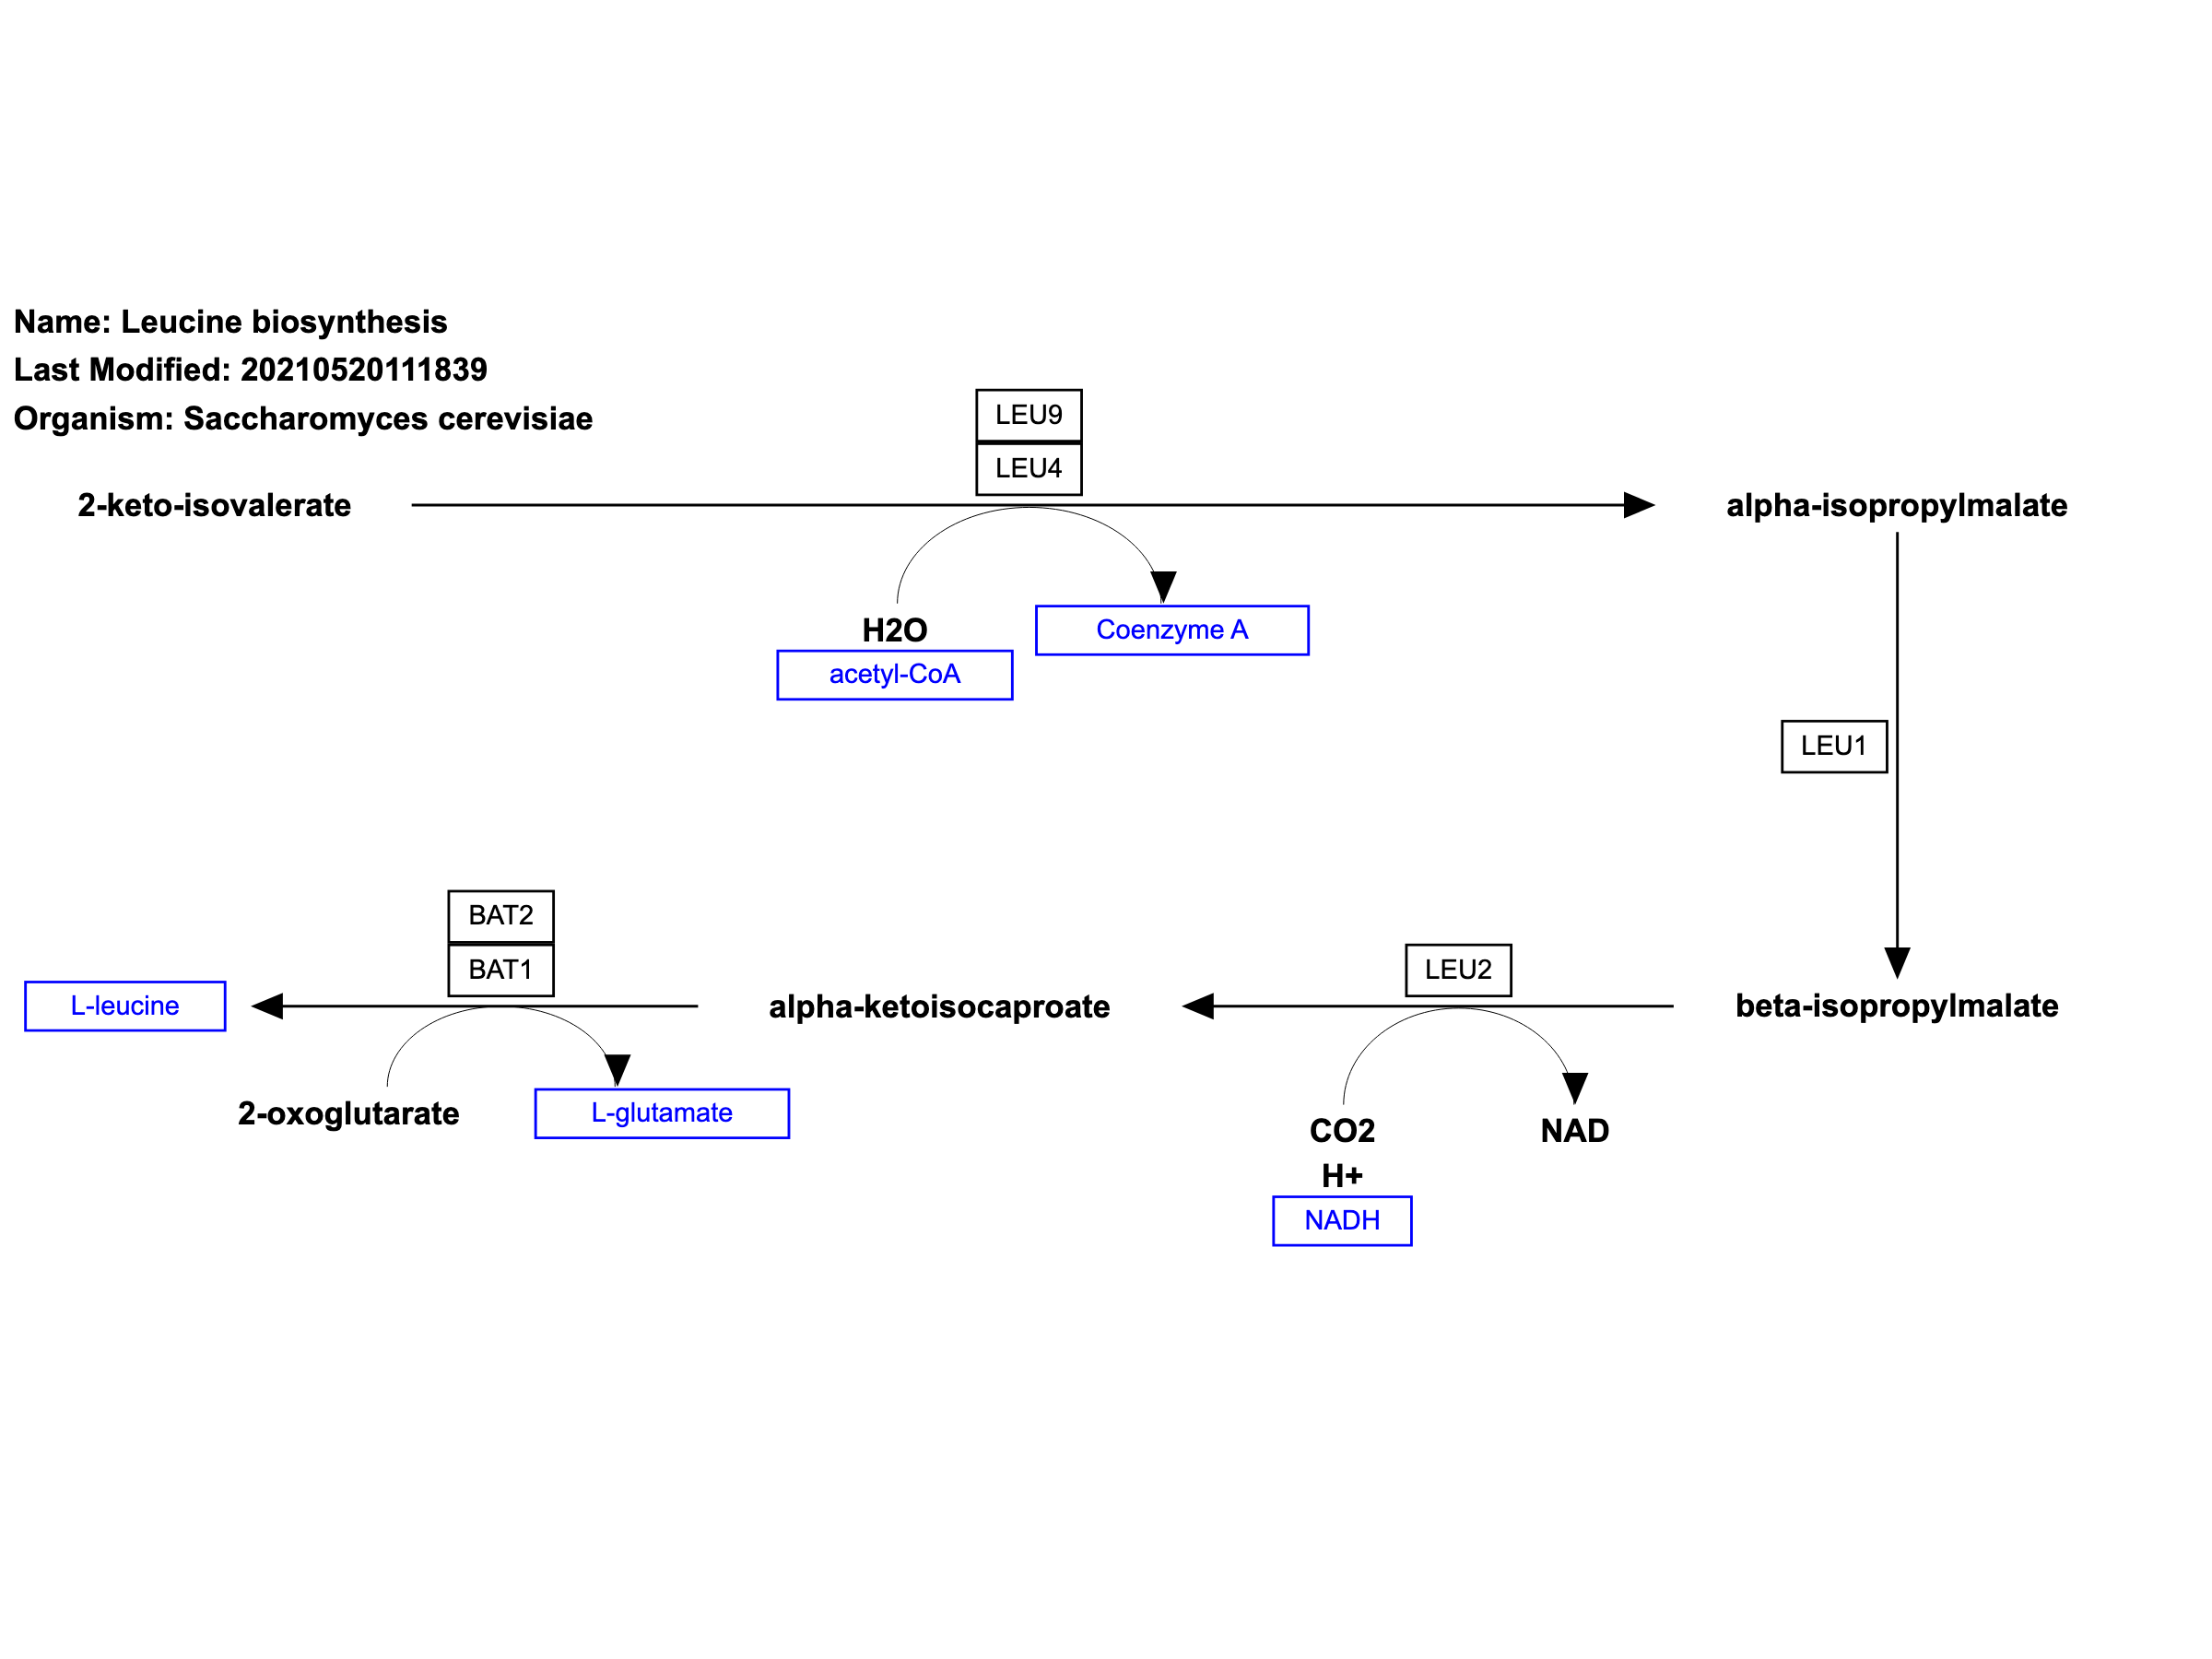 Name: Leucine biosynthesis
Last Modified: 20210520111839
Organism: Saccharomyces cerevisiae
LEU9
LEU4
2-keto-isovalerate
alpha-isopropylmalate
H2O
Coenzyme A
acetyl-CoA
LEU1
BAT2
BAT1
LEU2
L-leucine
alpha-ketoisocaproate
beta-isopropylmalate
2-oxoglutarate
L-glutamate
CO2
NAD
H+
NADH